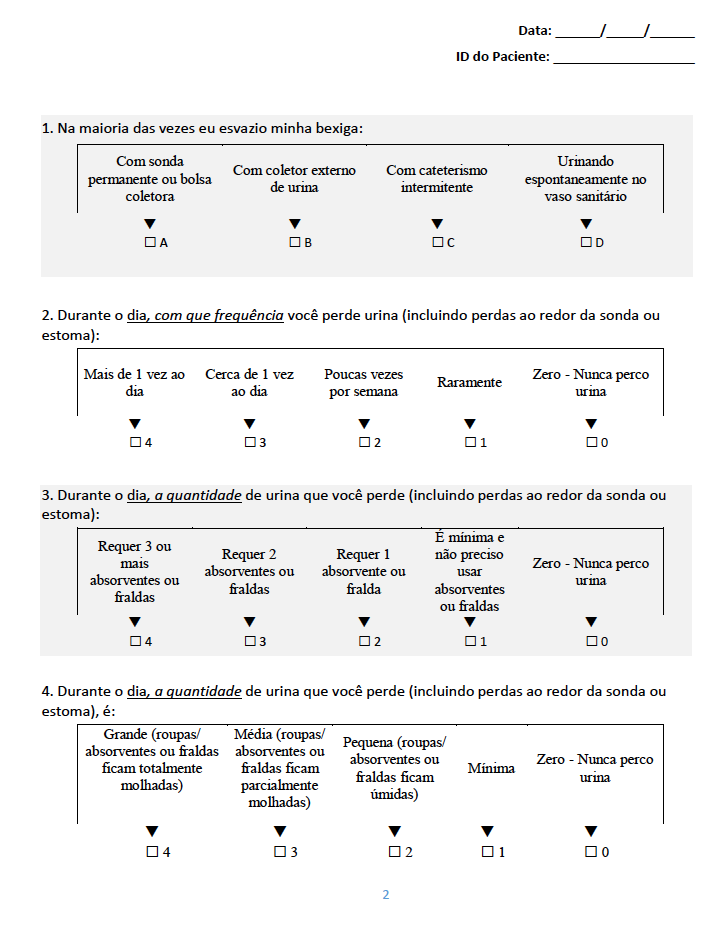 Data: ______/_____/______
ID do Paciente: ___________________
1. Na maioria das vezes eu esvazio minha bexiga:
Com sonda permanente ou bolsa coletora
Com coletor externo de urina
Com cateterismo intermitente
Urinando espontaneamente no vaso sanitário
▼ ▼ ▼ ▼
☐ A ☐ B ☐ C ☐ D
2. Durante o dia, com que frequência você perde urina (incluindo perdas ao redor da sonda ou
estoma):
Mais de 1 vez ao dia
Cerca de 1 vez ao dia
Poucas vezes por semana
Raramente
Zero - Nunca perco urina
▼ ▼ ▼ ▼ ▼
☐ 4 ☐ 3 ☐ 2 ☐ 1 ☐ 0
3. Durante o dia, a quantidade de urina que você perde (incluindo perdas ao redor da sonda ou
estoma):
Requer 3 ou mais absorventes ou fraldas
Requer 2 absorventes ou fraldas
Requer 1 absorvente ou fralda
É mínima e não preciso usar absorventes ou fraldas
Zero - Nunca perco urina
▼ ▼ ▼ ▼ ▼
☐ 4 ☐ 3 ☐ 2 ☐ 1 ☐ 0
4. Durante o dia, a quantidade de urina que você perde (incluindo perdas ao redor da sonda ou
estoma), é:
Grande (roupas/ absorventes ou fraldas ficam totalmente molhadas)
Média (roupas/ absorventes ou fraldas ficam parcialmente molhadas)
Pequena (roupas/ absorventes ou fraldas ficam úmidas)
Mínima
Zero - Nunca perco urina
▼ ▼ ▼ ▼ ▼
☐ 4 ☐ 3 ☐ 2 ☐ 1 ☐ 0
2